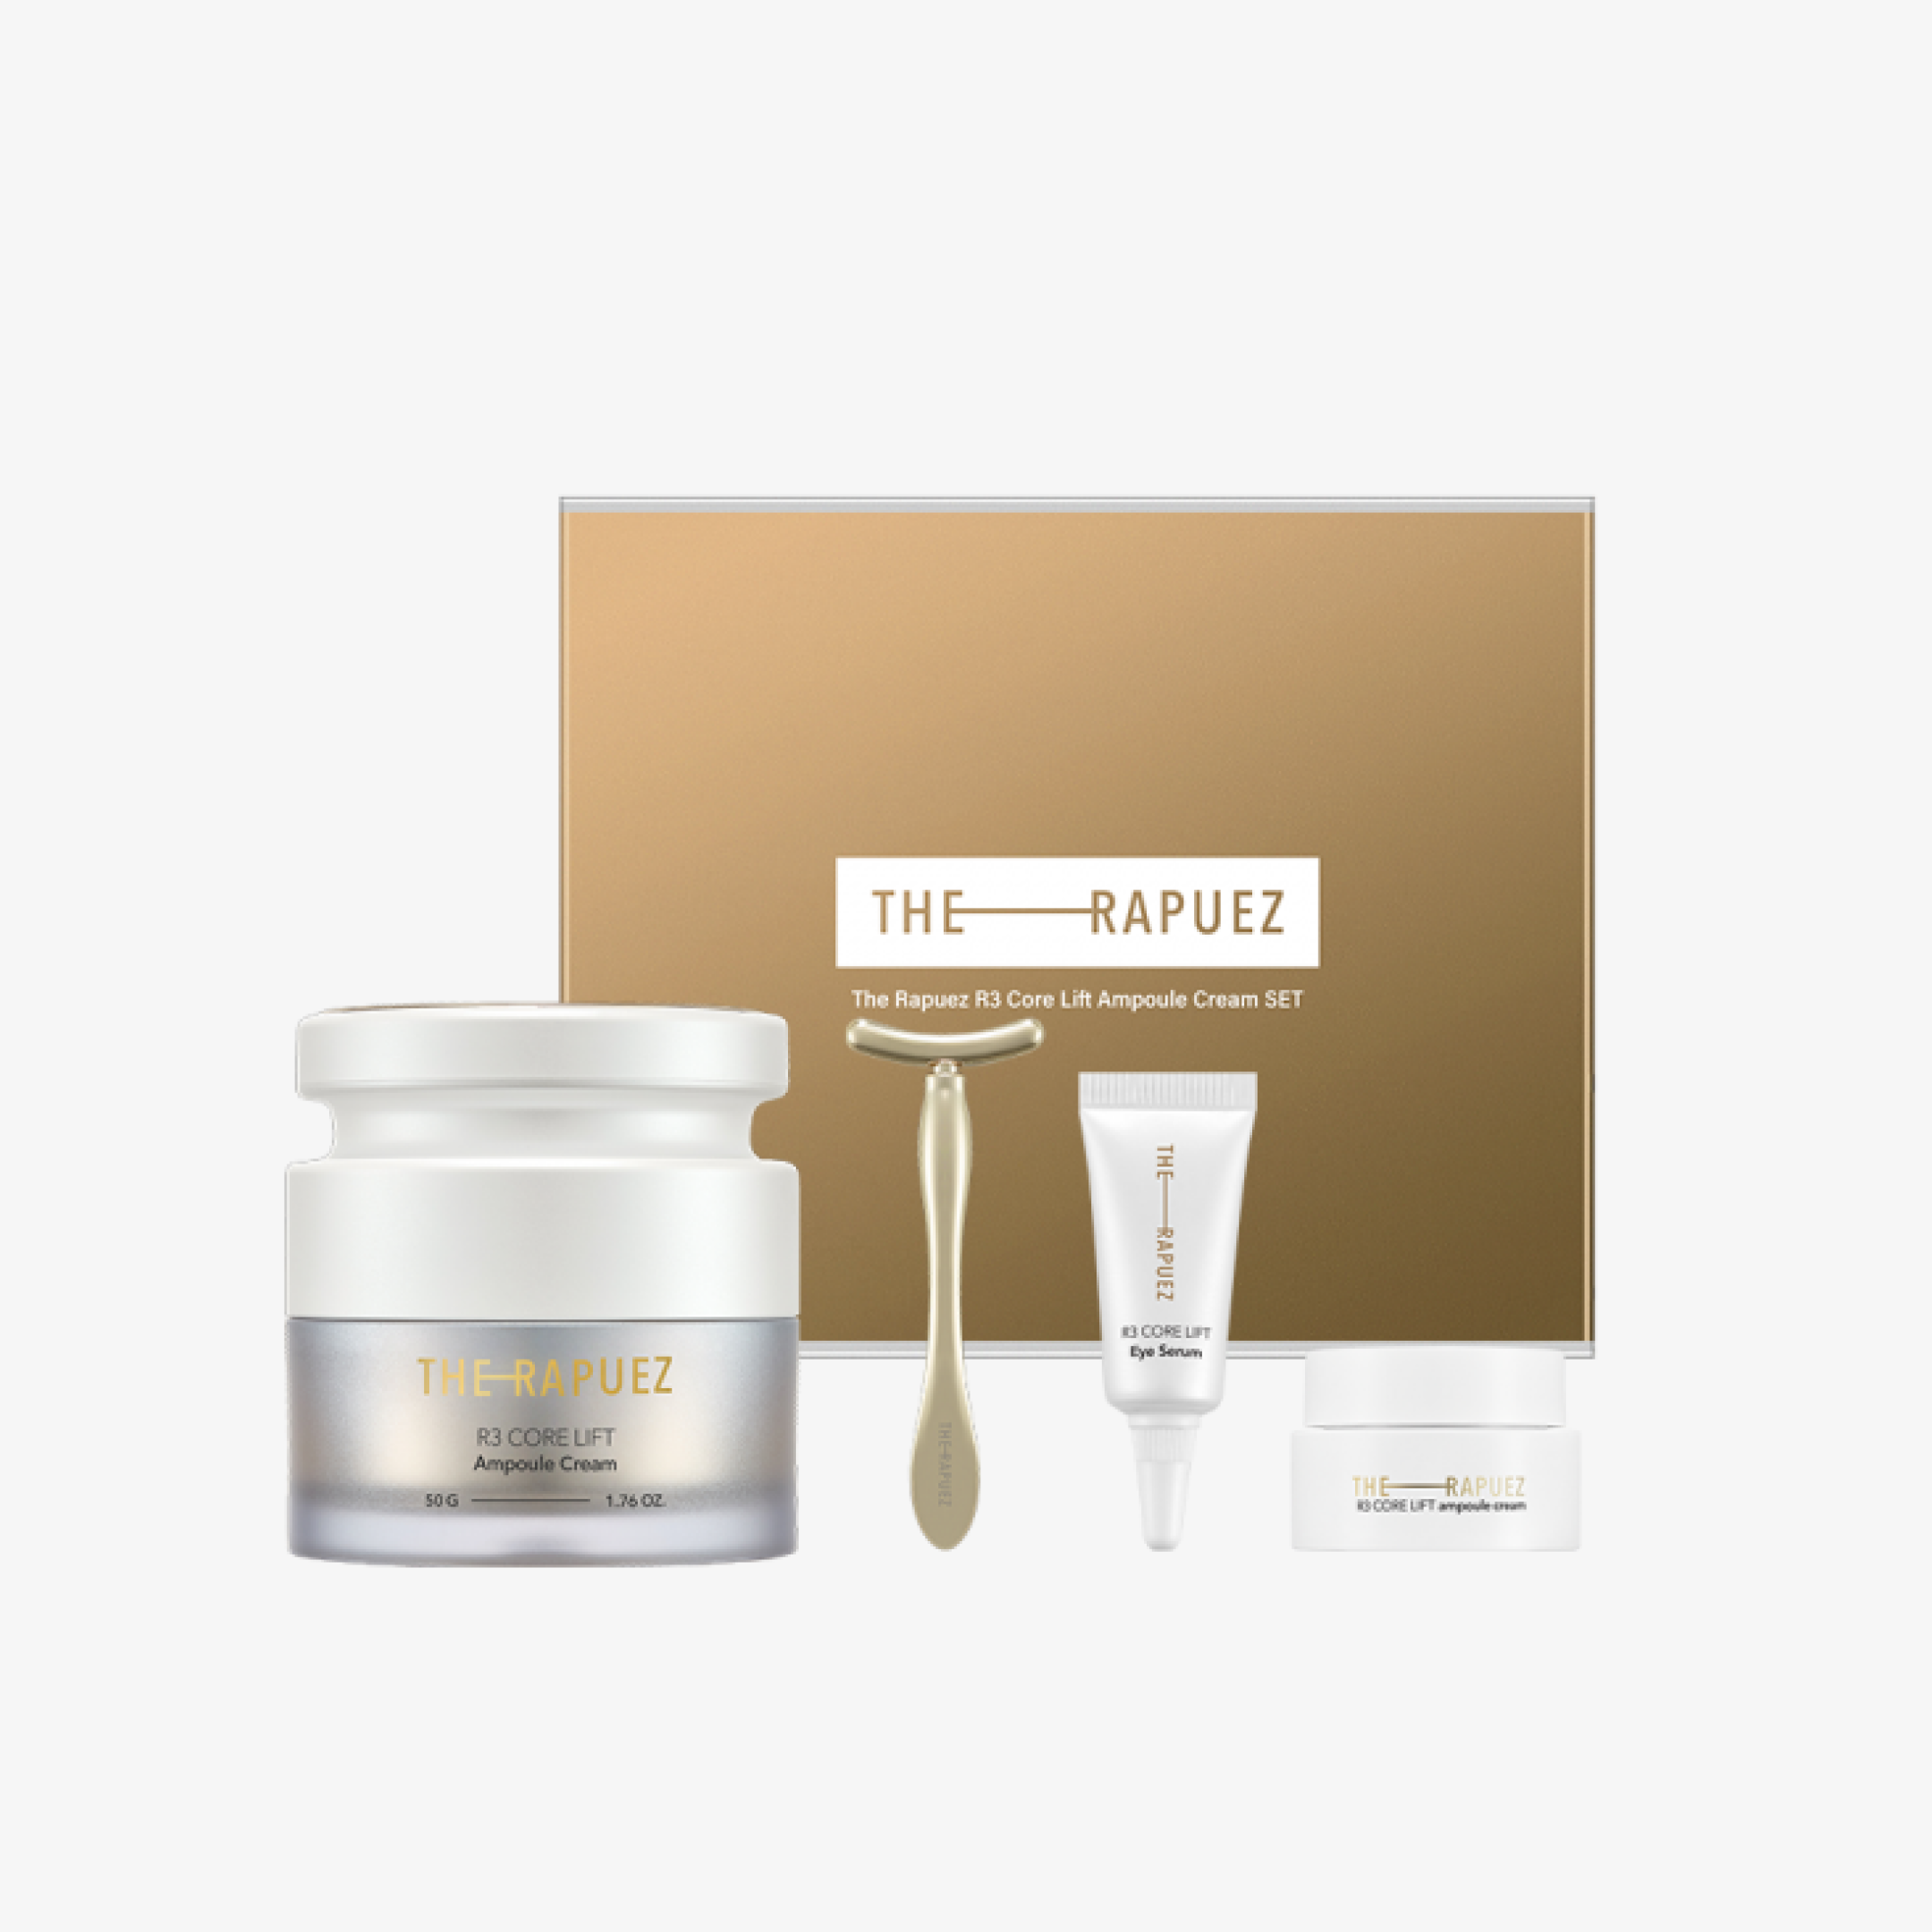 THE RAPUEZ
The Rapuez R3 Core Lift Ampoule Cream SET
THE RAPUEZ
R3 CORE LIFT
Ampoule Cream
50 G 1.76 OZ.
THE RAPUEZ
THE RAPUEZ
R3 CORE LIFT
Eye Serum
THE RAPUEZ
R3 CORE LIFT ampoule cream